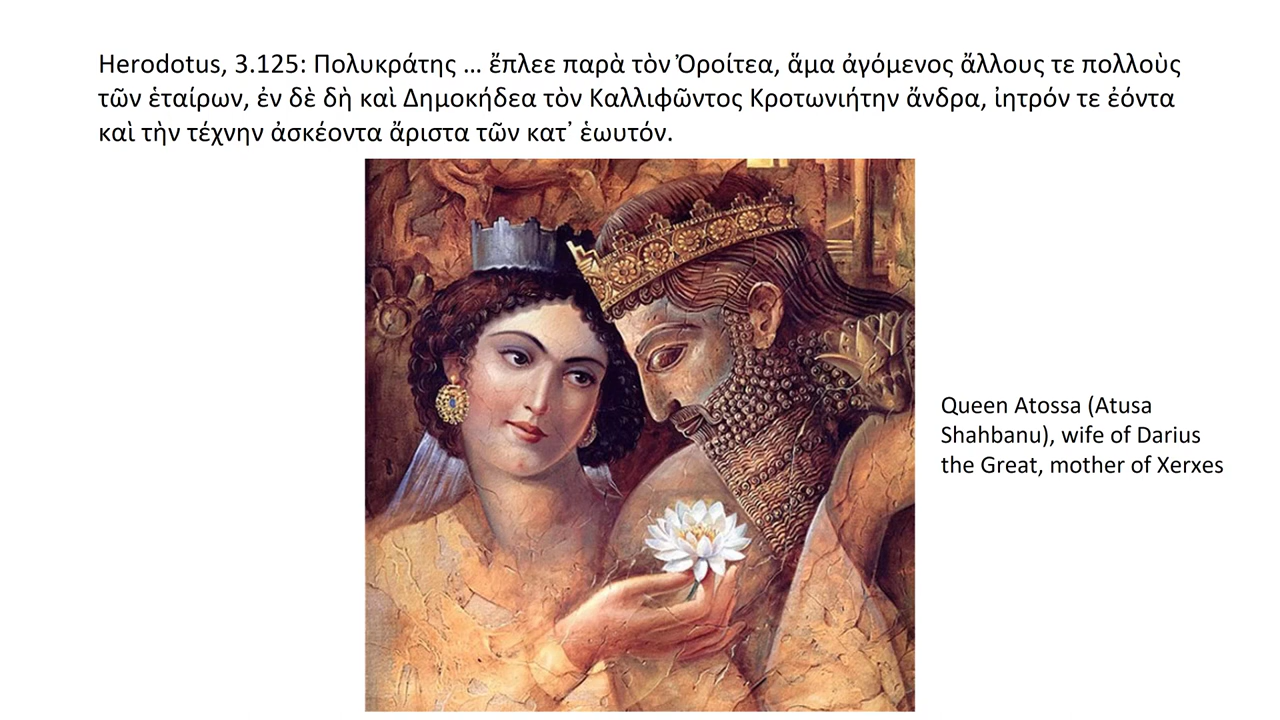 Herodotus, 3.125: Πολυκράτης … ἔπλεε παρὰ τὸν Ὀροίτεα, ἅμα ἀγόμενος ἄλλους τε πολλοὺς
τῶν ἑταίρων, ἐν δὲ δὴ καὶ Δημοκήδεα τὸν Καλλιφῶντος Κροτωνιήτην ἄνδρα, ἰητρόν τε ἐόντα
καὶ τὴν τέχνην ἀσκέοντα ἄριστα τῶν κατ᾽ ἑωυτόν.
Queen Atossa (Atusa
Shahbanu), wife of Darius
the Great, mother of Xerxes